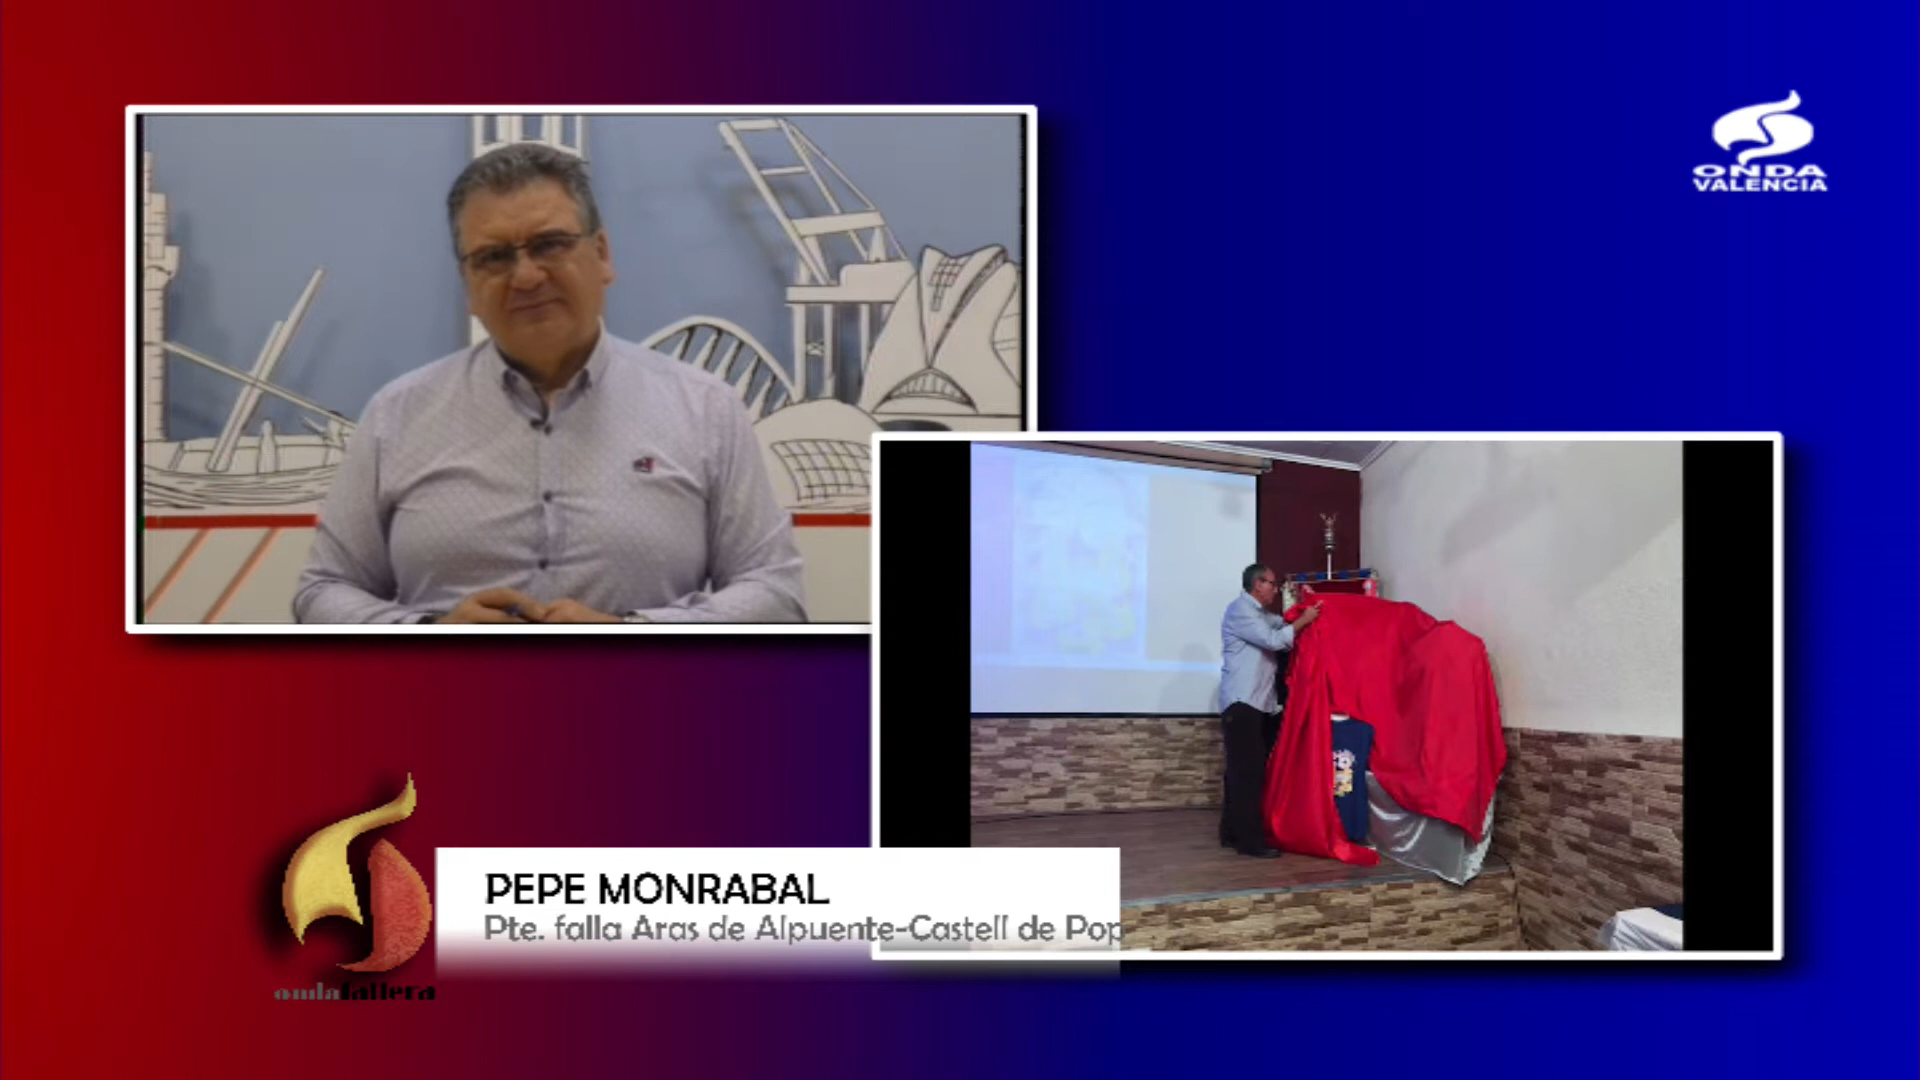 ONDA
VALENCIA
PEPE MONRABAL
Pte. falla Aras de Alpuente-Castell de Pop
ondafallera